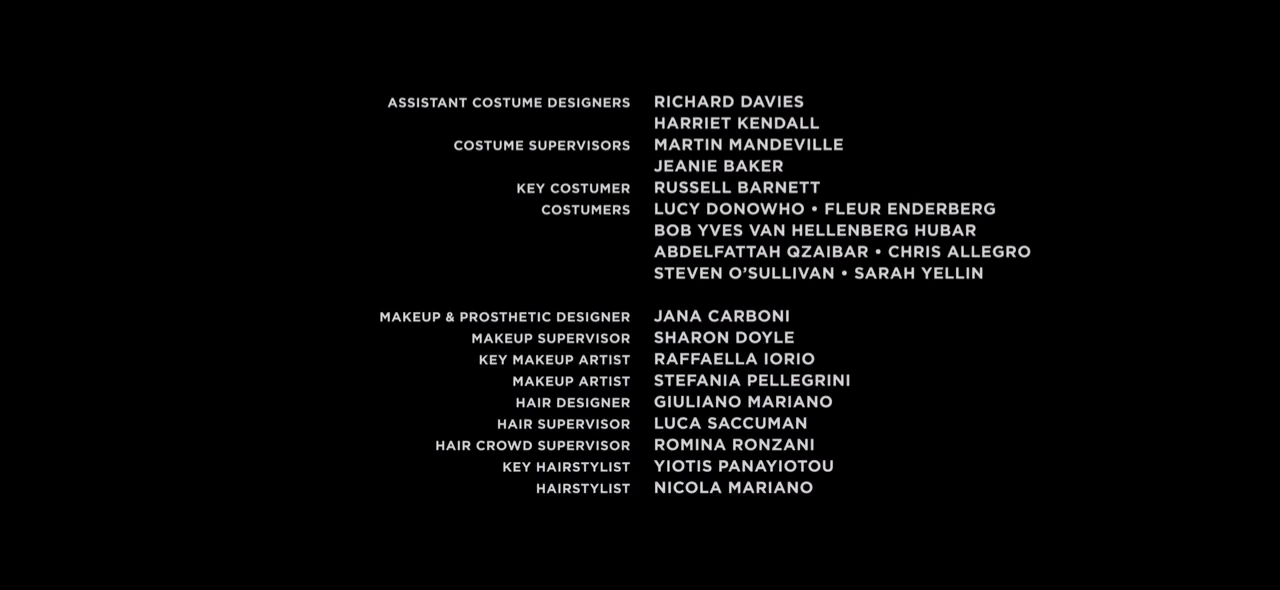 ASSISTANT COSTUME DESIGNERS RICHARD DAVIES
HARRIET KENDALL
COSTUME SUPERVISORS MARTIN MANDEVILLE
JEANIE BAKER
KEY COSTUMER RUSSELL BARNETT
COSTUMERS LUCY DONOWHO • FLEUR ENDERBERG
BOB YVES VAN HELLENBERG HUBAR
ABDELFATTAH QZAIBAR • CHRIS ALLEGRO
STEVEN O’SULLIVAN • SARAH YELLIN
MAKEUP & PROSTHETIC DESIGNER JANA CARBONI
MAKEUP SUPERVISOR SHARON DOYLE
KEY MAKEUP ARTIST RAFFAELLA IORIO
MAKEUP ARTIST STEFANIA PELLEGRINI
HAIR DESIGNER GIULIANO MARIANO
HAIR SUPERVISOR LUCA SACCUMAN
HAIR CROWD SUPERVISOR ROMINA RONZANI
KEY HAIRSTYLIST YIOTIS PANAYIOTOU
HAIRSTYLIST NICOLA MARIANO